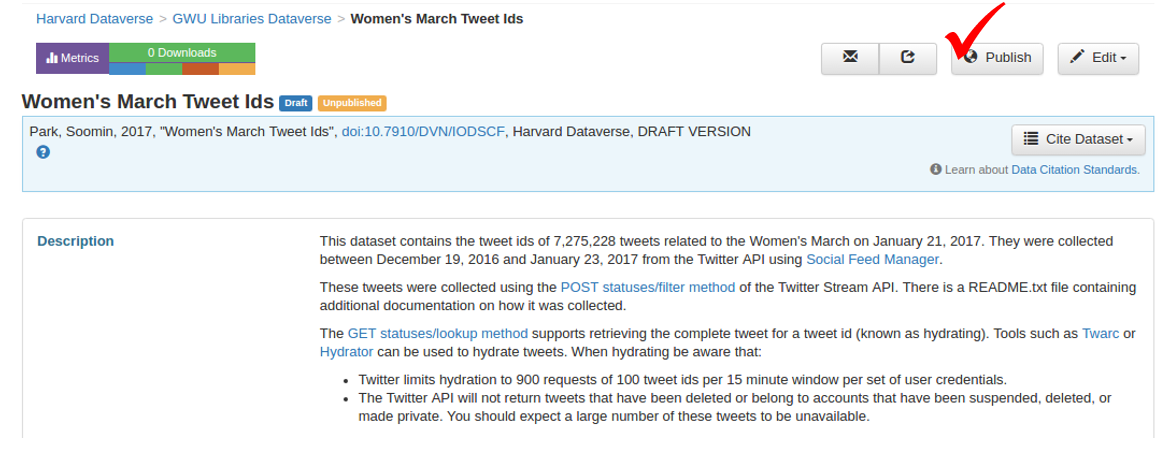 Harvard Dataverse > GWU Libraries Dataverse > Women's March Tweet Ids
Metrics
0 Downloads
Publish
Edit
Women's March Tweet Ids Draft Unpublished
Park, Soomin, 2017, "Women's March Tweet Ids", doi:10.7910/DVN/IODSCF, Harvard Dataverse, DRAFT VERSION
Cite Dataset
Learn about Data Citation Standards.
Description
This dataset contains the tweet ids of 7,275,228 tweets related to the Women's March on January 21, 2017. They were collected
between December 19, 2016 and January 23, 2017 from the Twitter API using Social Feed Manager.
These tweets were collected using the POST statuses/filter method of the Twitter Stream API. There is a README.txt file containing
additional documentation on how it was collected.
The GET statuses/lookup method supports retrieving the complete tweet for a tweet id (known as hydrating). Tools such as Twarc or
Hydrator can be used to hydrate tweets. When hydrating be aware that:
• Twitter limits hydration to 900 requests of 100 tweet ids per 15 minute window per set of user credentials.
• The Twitter API will not return tweets that have been deleted or belong to accounts that have been suspended, deleted, or
made private. You should expect a large number of these tweets to be unavailable.